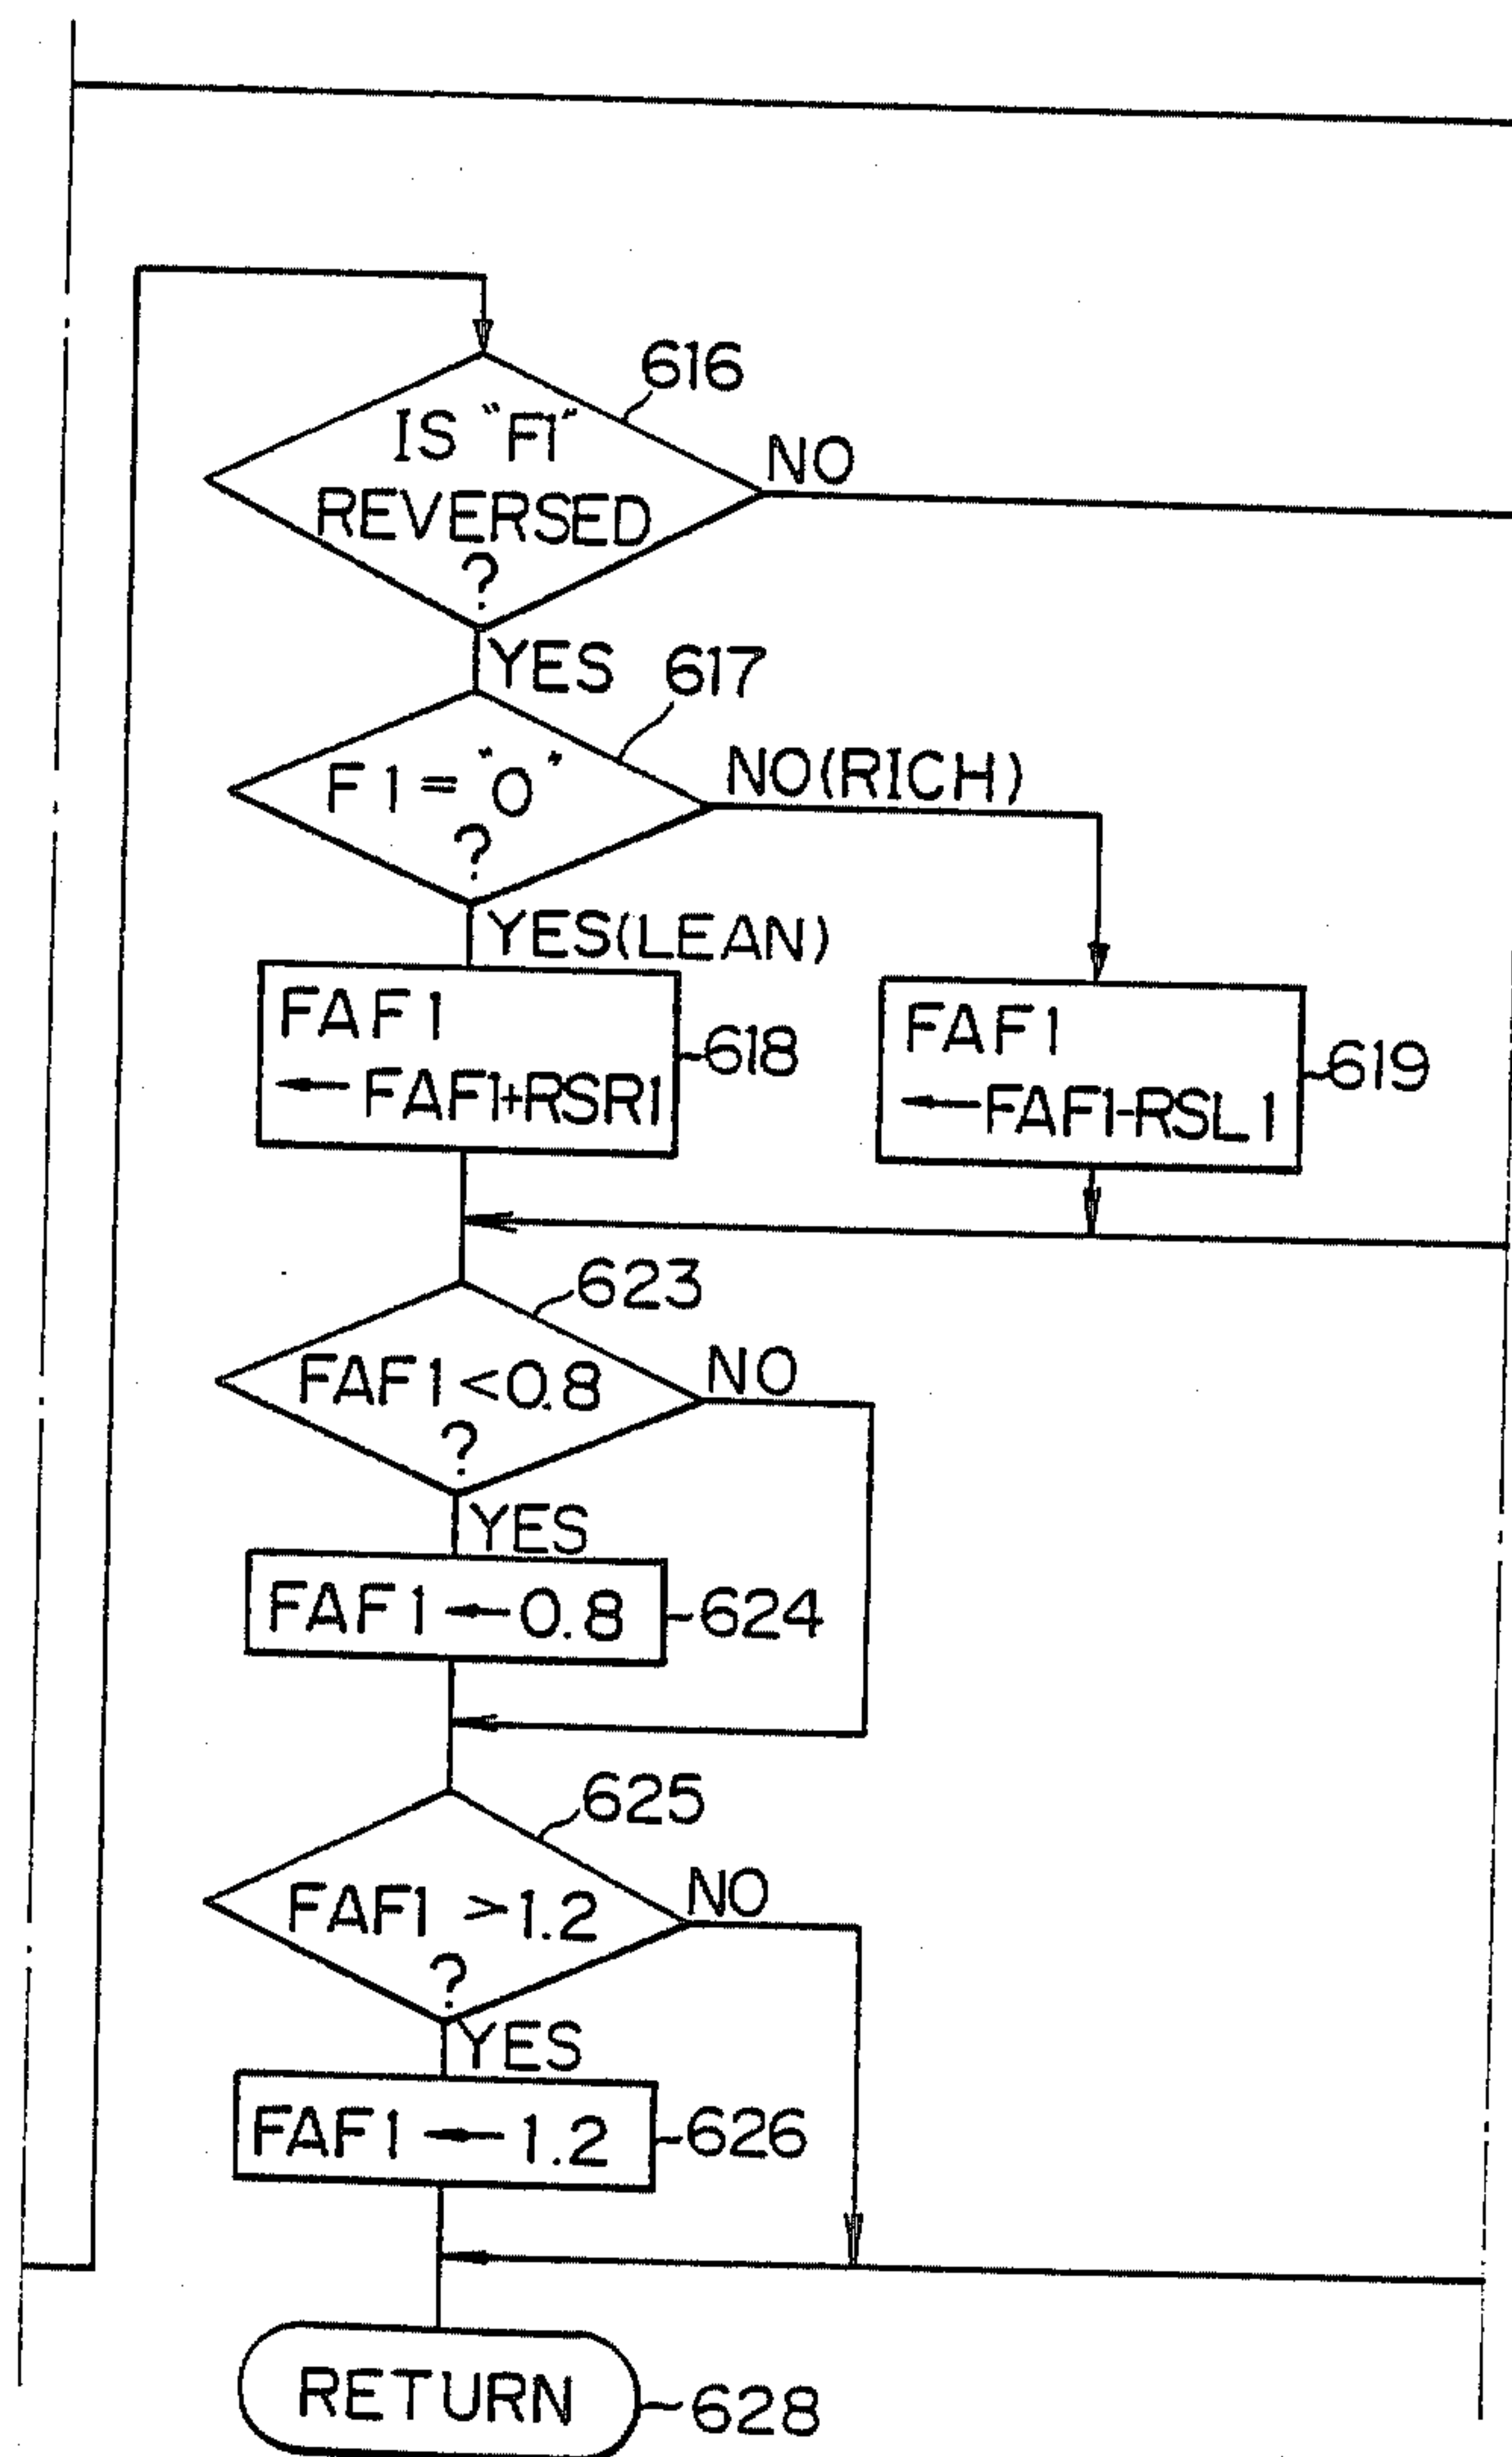 616
IS "F1"
REVERSED
?
NO
YES
617
F1="0"
?
NO(RICH)
YES(LEAN)
FAF1
←FAF1+RSR1
618
FAF1
←FAF1-RSL1
619
623
FAF1<0.8
?
NO
YES
FAF1←0.8
624
625
FAF1>1.2
?
NO
YES
FAF1←1.2
626
RETURN
628